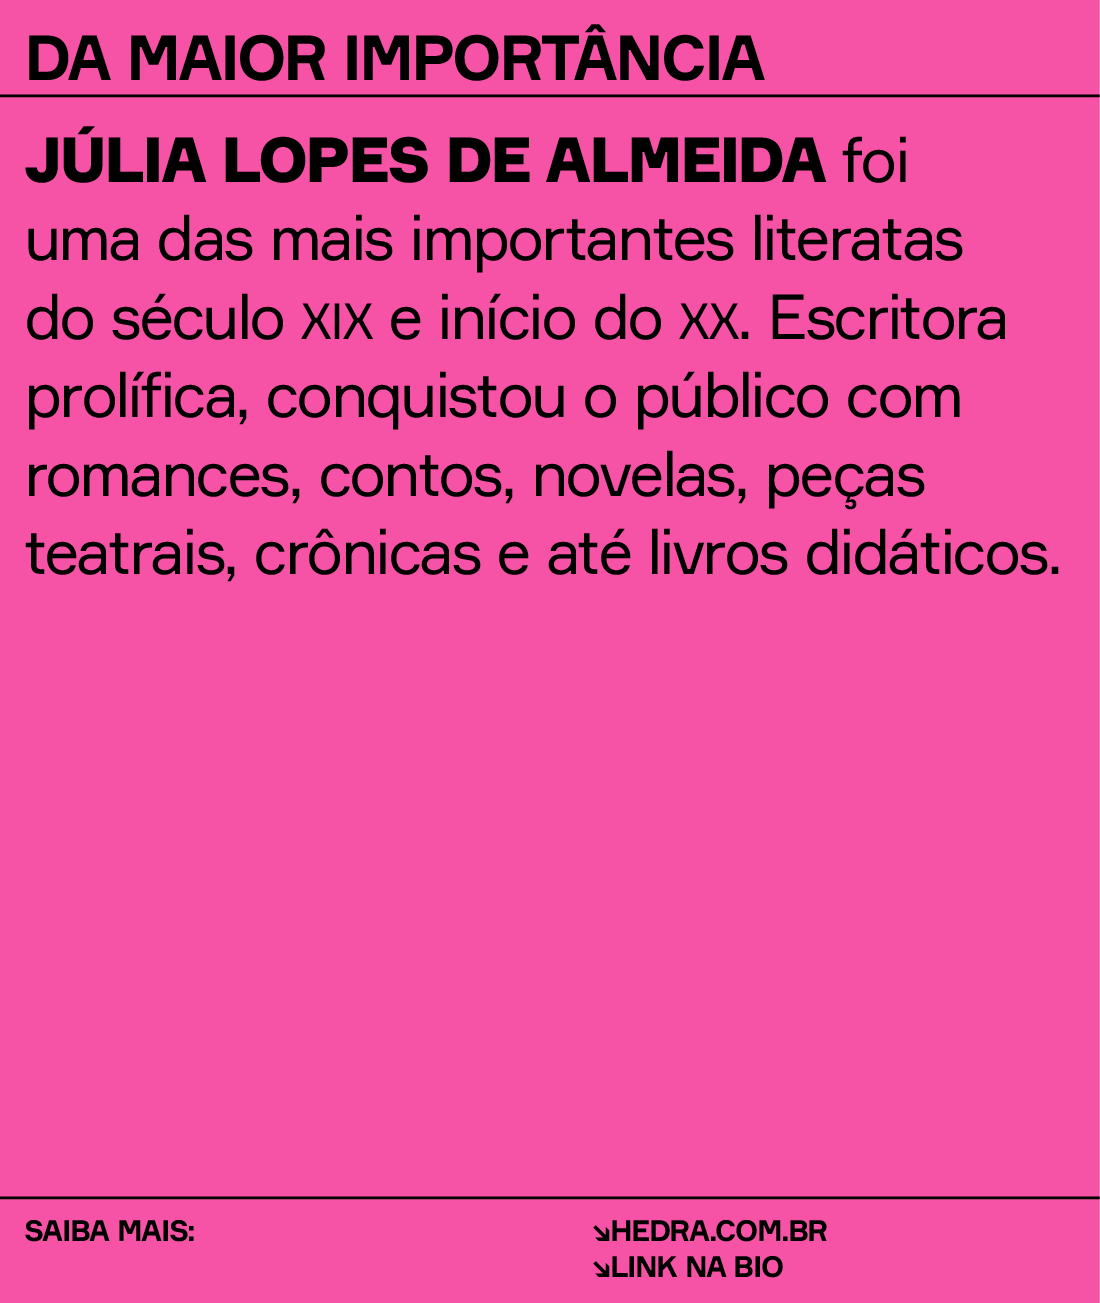 DA MAIOR IMPORTÂNCIA
JÚLIA LOPES DE ALMEIDA foi
uma das mais importantes literatas
do século XIX e início do XX. Escritora
prolífica, conquistou o público com
romances, contos, novelas, peças
teatrais, crônicas e até livros didáticos.
SAIBA MAIS:
↘HEDRA.COM.BR
↘LINK NA BIO